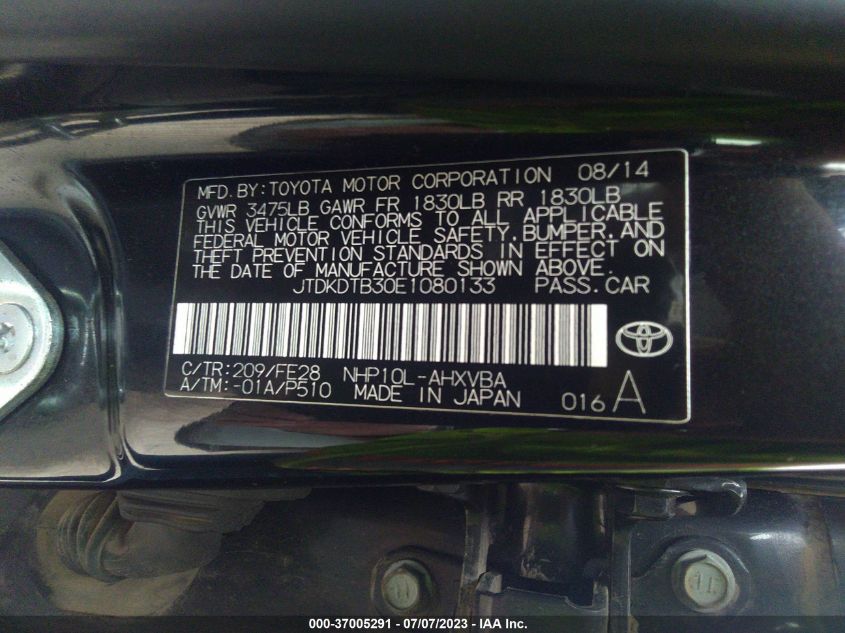 MFD. BY: TOYOTA MOTOR CORPORATION 08/14
GVWR 3475LB GAWR FR 1830LB RR 1830LB
THIS VEHICLE CONFORMS TO ALL APPLICABLE
FEDERAL MOTOR VEHICLE SAFETY, BUMPER, AND
THEFT PREVENTION STANDARDS IN EFFECT ON
THE DATE OF MANUFACTURE SHOWN ABOVE.
JTDKDTB30E1080133 PASS. CAR
C/TR: 209/FE28 NHP10L-AHXVBA
A/TM: -01A/P510 MADE IN JAPAN 016 A
11
11
000-37005291 - 07/07/2023 - IAA Inc.